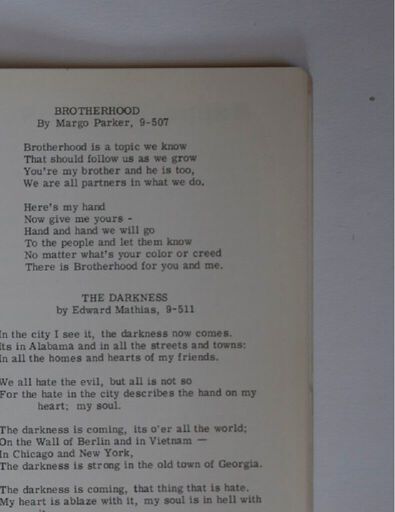 BROTHERHOOD
By Margo Parker, 9-507
Brotherhood is a topic we know
That should follow us as we grow
You're my brother and he is too,
We are all partners in what we do.
Here's my hand
Now give me yours -
Hand and hand we will go
To the people and let them know
No matter what's your color or creed
There is Brotherhood for you and me.
THE DARKNESS
by Edward Mathias, 9-511
In the city I see it, the darkness now comes.
Its in Alabama and in all the streets and towns:
In all the homes and hearts of my friends.
We all hate the evil, but all is not so
For the hate in the city describes the hand on my
heart; my soul.
The darkness is coming, its o'er all the world;
On the Wall of Berlin and in Vietnam —
In Chicago and New York,
The darkness is strong in the old town of Georgia.
The darkness is coming, that thing that is hate.
My heart is ablaze with it, my soul is in hell with